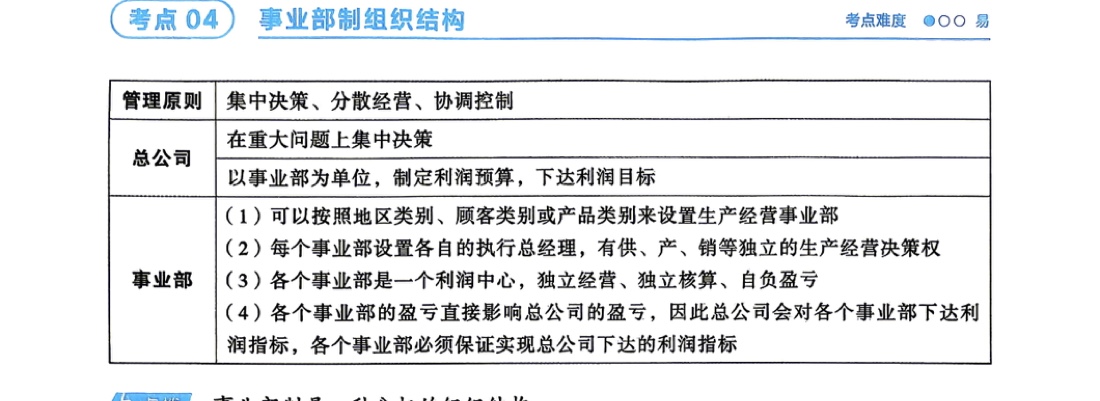 考点 04 事业部制组织结构 考点难度 易
管理原则 集中决策、分散经营、协调控制
总公司 在重大问题上集中决策
以事业部为单位，制定利润预算，下达利润目标
事业部 （1）可以按照地区类别、顾客类别或产品类别来设置生产经营事业部
（2）每个事业部设置各自的执行总经理，有供、产、销等独立的生产经营决策权
（3）各个事业部是一个利润中心，独立经营、独立核算、自负盈亏
（4）各个事业部的盈亏直接影响总公司的盈亏，因此总公司会对各个事业部下达利
润指标，各个事业部必须保证实现总公司下达的利润指标